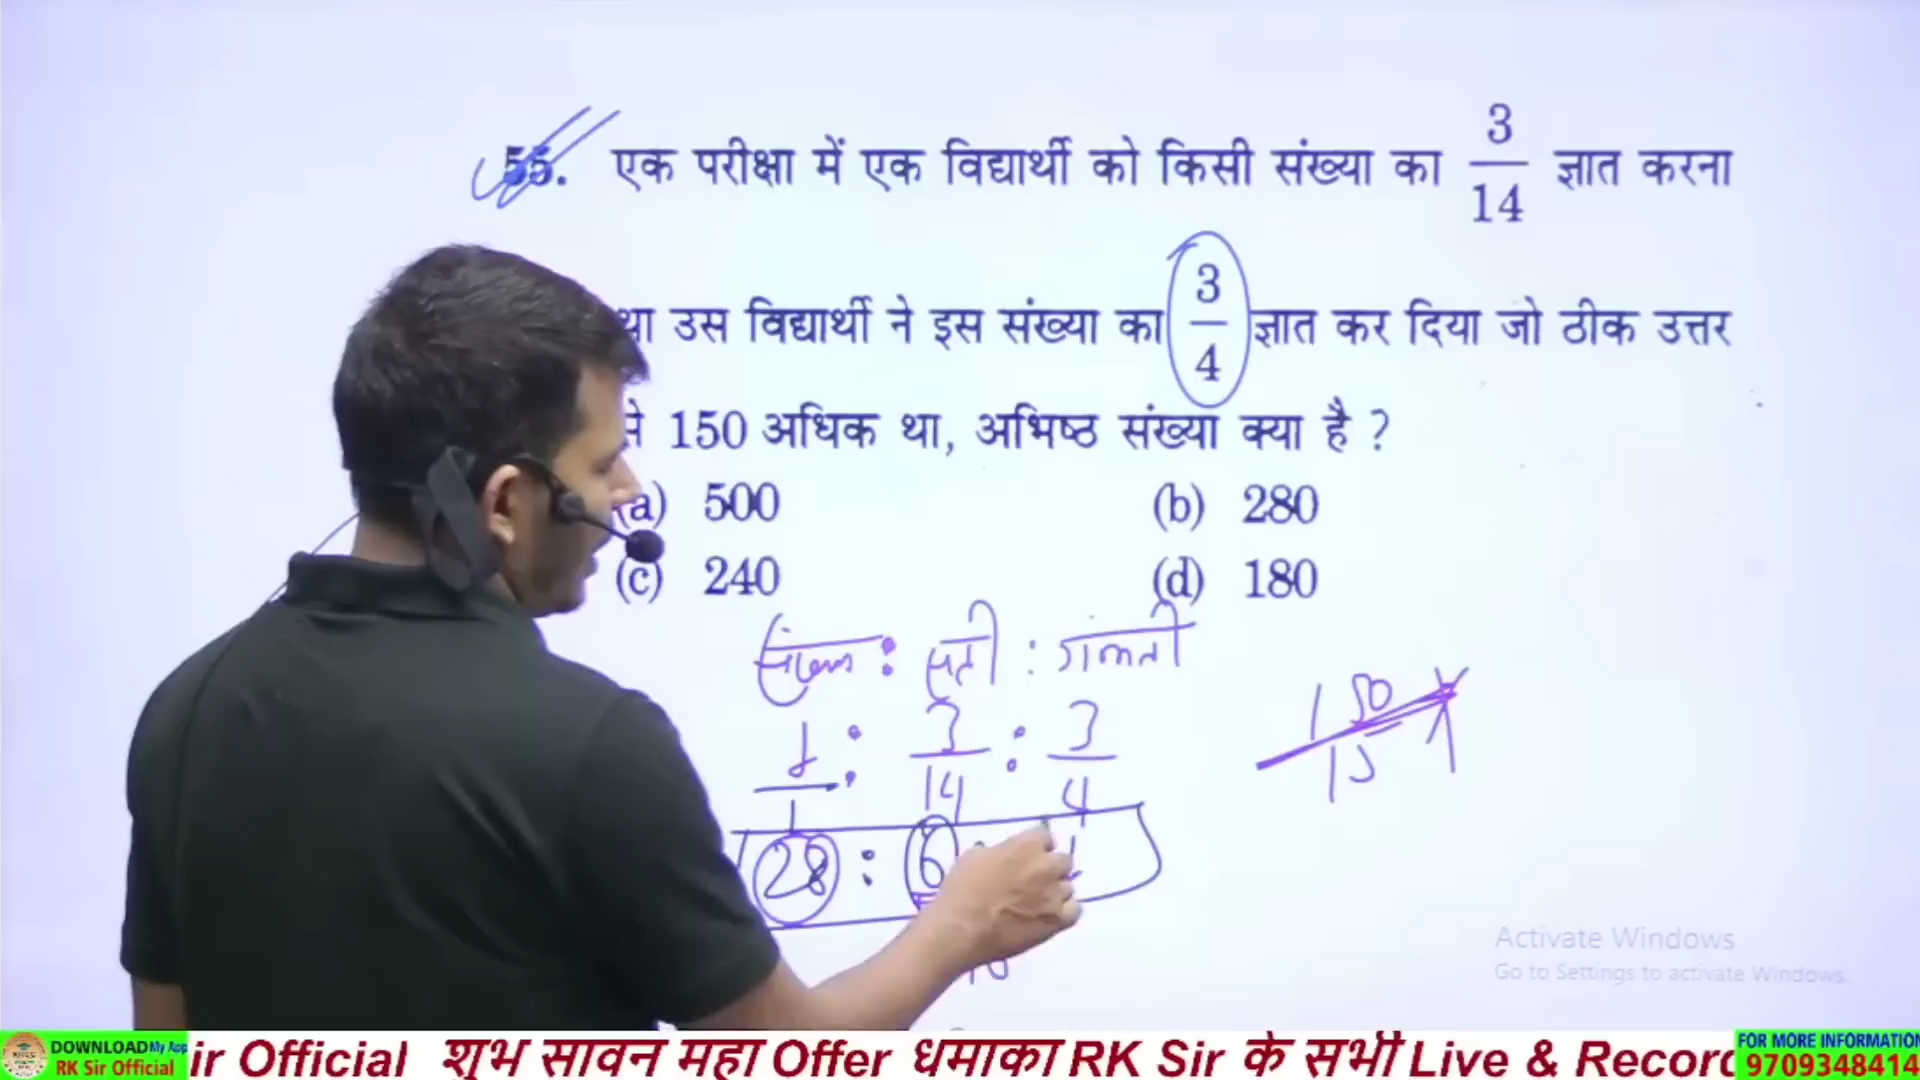 55. एक परीक्षा में एक विद्यार्थी को किसी संख्या का 3/14 ज्ञात करना
था उस विद्यार्थी ने इस संख्या का 3/4 ज्ञात कर दिया जो ठीक उत्तर
से 150 अधिक था, अभिष्ठ संख्या क्या है ?
(a) 500 (b) 280
(c) 240 (d) 180
संख्या : सही : गलती
1/1 : 3/14 : 3/4
150
15
28 : 6 :
Activate Windows
Go to Settings to activate Windows.
DOWNLOAD My App
RK Sir Official
ir Official शुभ सावन महा Offer धमाका RK Sir के सभी Live & Record
FOR MORE INFORMATION
9709348414